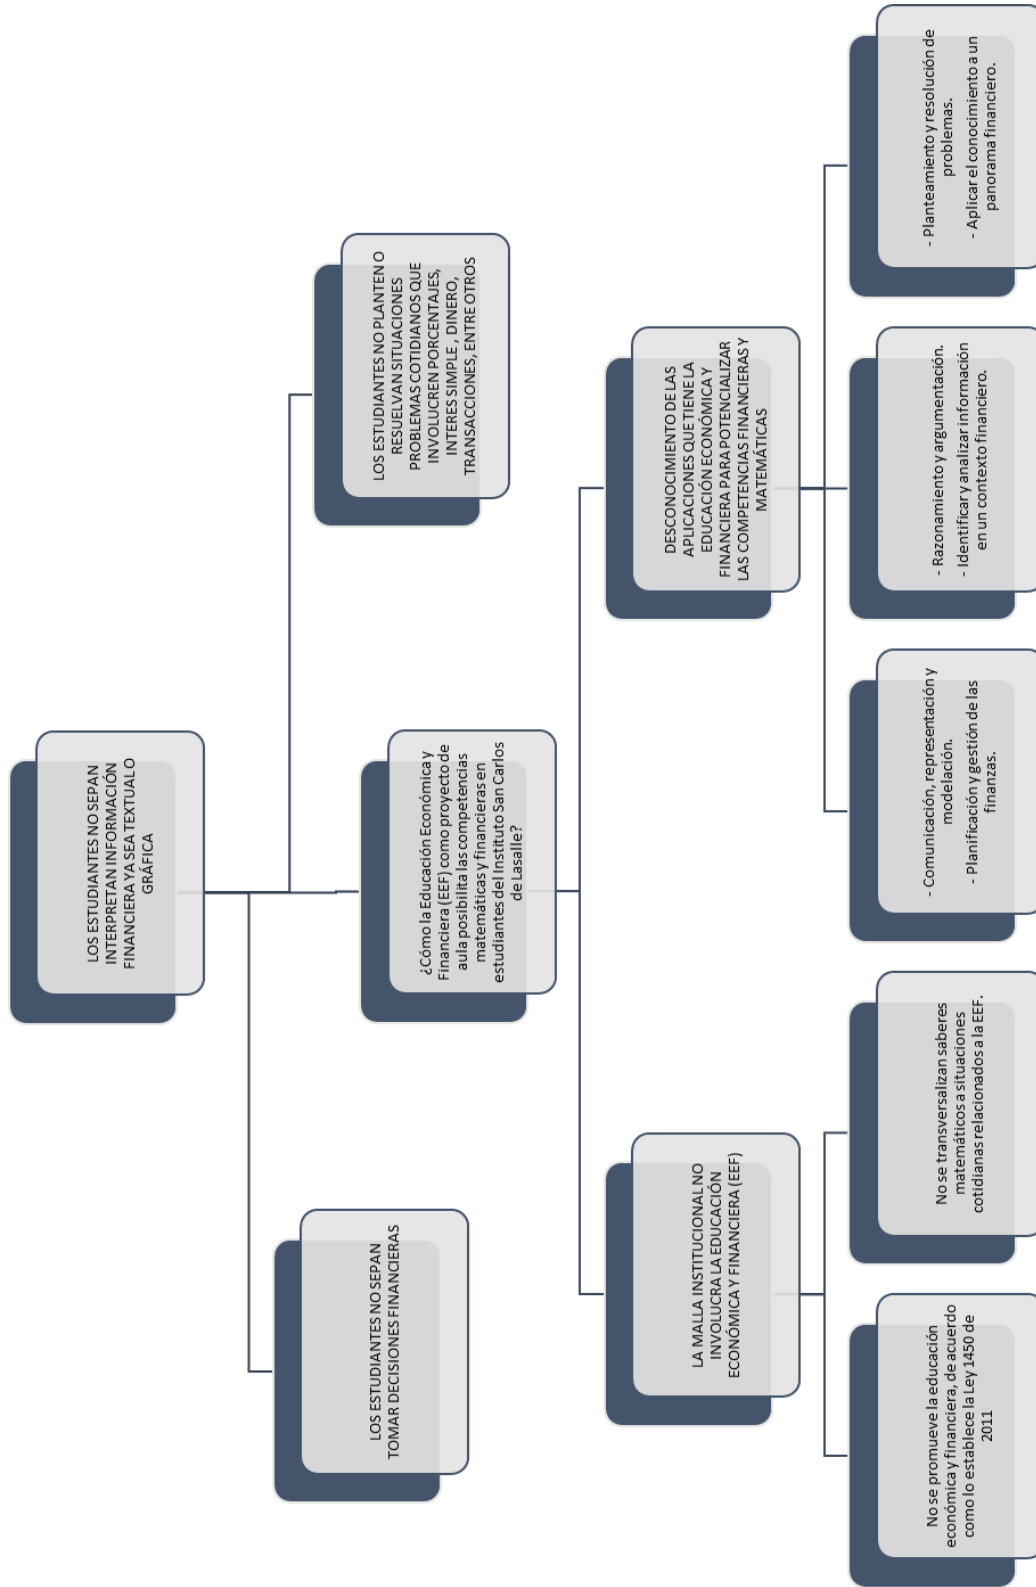 LOS ESTUDIANTES NO SEPAN
INTERPRETAN INFORMACIÓN
FINANCIERA YA SEA TEXTUAL O
GRÁFICA
LOS ESTUDIANTES NO SEPAN
TOMAR DECISIONES FINANCIERAS
¿Cómo la Educación Económica y
Financiera (EEF) como proyecto de
aula posibilita las competencias
matemáticas y financieras en
estudiantes del Instituto San Carlos
de Lasalle?
LOS ESTUDIANTES NO PLANTEN O
RESUELVAN SITUACIONES
PROBLEMAS COTIDIANOS QUE
INVOLUCREN PORCENTAJES,
INTERES SIMPLE , DINERO,
TRANSACCIONES, ENTRE OTROS
LA MALLA INSTITUCIONAL NO
INVOLUCRA LA EDUCACIÓN
ECONÓMICA Y FINANCIERA (EEF)
DESCONOCIMIENTO DE LAS
APLICACIONES QUE TIENE LA
EDUCACIÓN ECONÓMICA Y
FINANCIERA PARA POTENCIALIZAR
LAS COMPETENCIAS FINANCIERAS Y
MATEMÁTICAS
No se promueve la educación
económica y financiera, de acuerdo
como lo establece la Ley 1450 de
2011
No se transversalizan saberes
matemáticos a situaciones
cotidianas relacionados a la EEF.
- Comunicación, representación y
modelación.
- Planificación y gestión de las
finanzas.
- Razonamiento y argumentación.
- Identificar y analizar información
en un contexto financiero.
- Planteamiento y resolución de
problemas.
- Aplicar el conocimiento a un
panorama financiero.